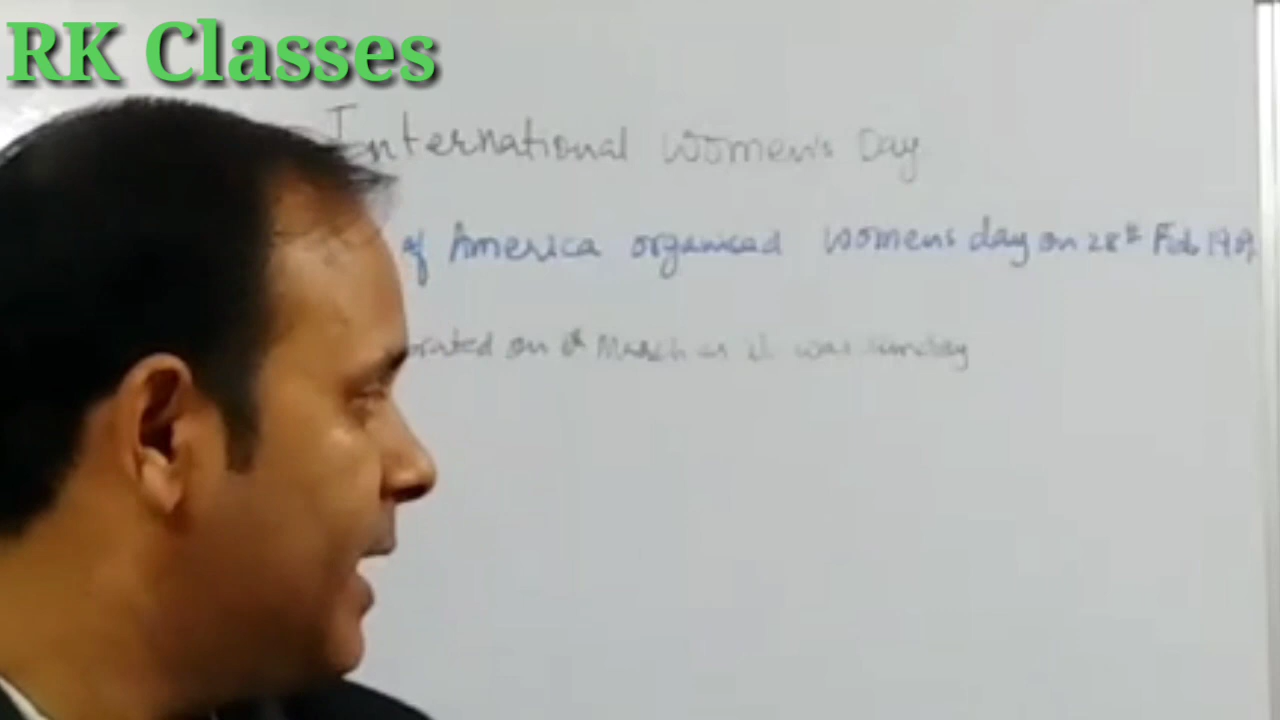 RK Classes
International Women's Day
of America organised womens day on 28th Feb 1909
on 8th March as it was sunday